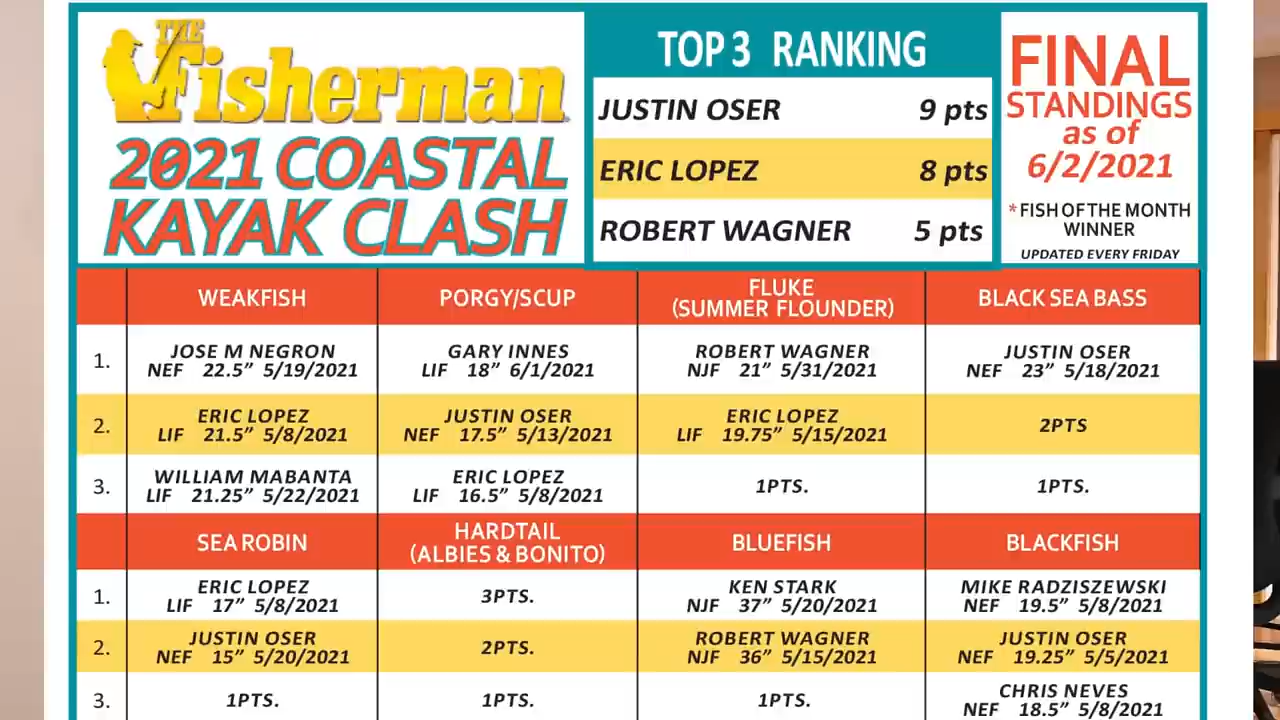 THE
Fisherman
2021 COASTAL
KAYAK CLASH
TOP 3 RANKING
JUSTIN OSER 9 pts
ERIC LOPEZ 8 pts
ROBERT WAGNER 5 pts
FINAL
STANDINGS
as of
6/2/2021
* FISH OF THE MONTH
WINNER
UPDATED EVERY FRIDAY
WEAKFISH
PORGY/SCUP
FLUKE
(SUMMER FLOUNDER)
BLACK SEA BASS
1.
JOSE M NEGRON
NEF 22.5” 5/19/2021
GARY INNES
LIF 18” 6/1/2021
ROBERT WAGNER
NJF 21” 5/31/2021
JUSTIN OSER
NEF 23” 5/18/2021
2.
ERIC LOPEZ
LIF 21.5” 5/8/2021
JUSTIN OSER
NEF 17.5” 5/13/2021
ERIC LOPEZ
LIF 19.75” 5/15/2021
2PTS
3.
WILLIAM MABANTA
LIF 21.25” 5/22/2021
ERIC LOPEZ
LIF 16.5” 5/8/2021
1PTS.
1PTS.
SEA ROBIN
HARDTAIL
(ALBIES & BONITO)
BLUEFISH
BLACKFISH
1.
ERIC LOPEZ
LIF 17” 5/8/2021
3PTS.
KEN STARK
NJF 37” 5/20/2021
MIKE RADZISZEWSKI
NEF 19.5” 5/8/2021
2.
JUSTIN OSER
NEF 15” 5/20/2021
2PTS.
ROBERT WAGNER
NJF 36” 5/15/2021
JUSTIN OSER
NEF 19.25” 5/5/2021
3.
1PTS.
1PTS.
1PTS.
CHRIS NEVES
NEF 18.5” 5/8/2021